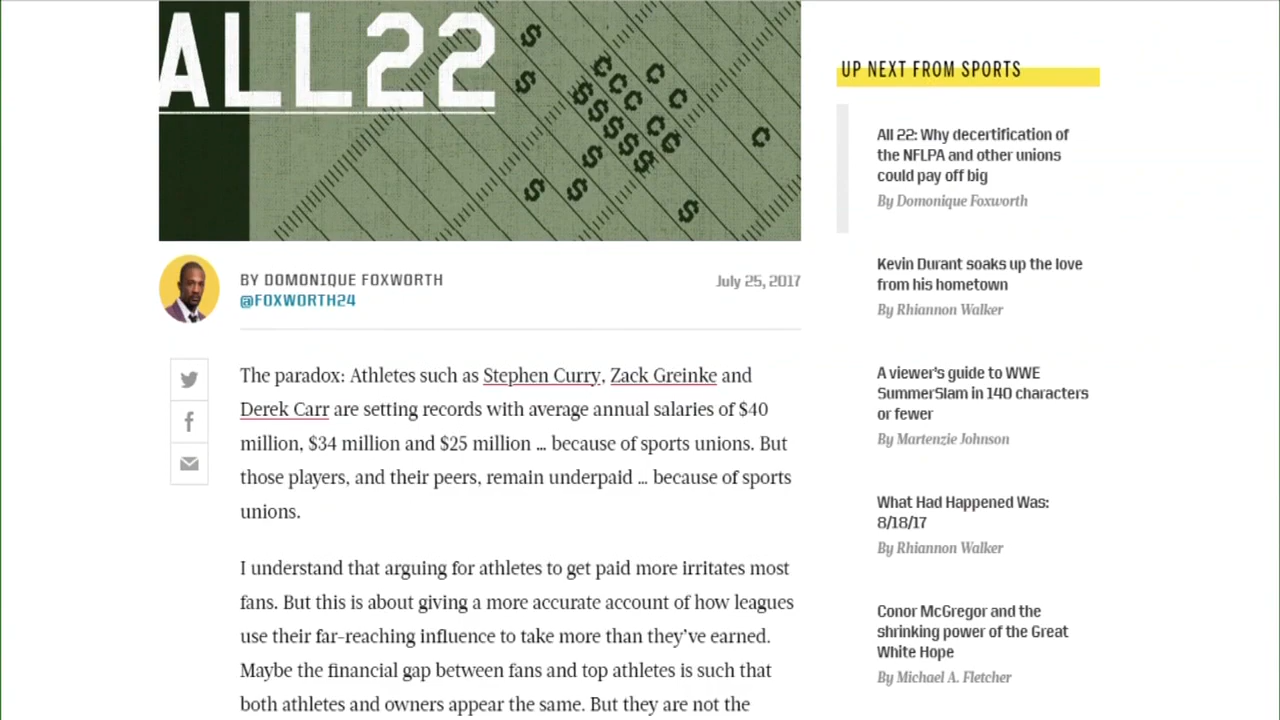 ALL 22
BY DOMONIQUE FOXWORTH
@FOXWORTH24
July 25, 2017
The paradox: Athletes such as Stephen Curry, Zack Greinke and
Derek Carr are setting records with average annual salaries of $40
million, $34 million and $25 million ... because of sports unions. But
those players, and their peers, remain underpaid ... because of sports
unions.
I understand that arguing for athletes to get paid more irritates most
fans. But this is about giving a more accurate account of how leagues
use their far-reaching influence to take more than they’ve earned.
Maybe the financial gap between fans and top athletes is such that
both athletes and owners appear the same. But they are not the
UP NEXT FROM SPORTS
All 22: Why decertification of
the NFLPA and other unions
could pay off big
By Domonique Foxworth
Kevin Durant soaks up the love
from his hometown
By Rhiannon Walker
A viewer’s guide to WWE
SummerSlam in 140 characters
or fewer
By Martenzie Johnson
What Had Happened Was:
8/18/17
By Rhiannon Walker
Conor McGregor and the
shrinking power of the Great
White Hope
By Michael A. Fletcher